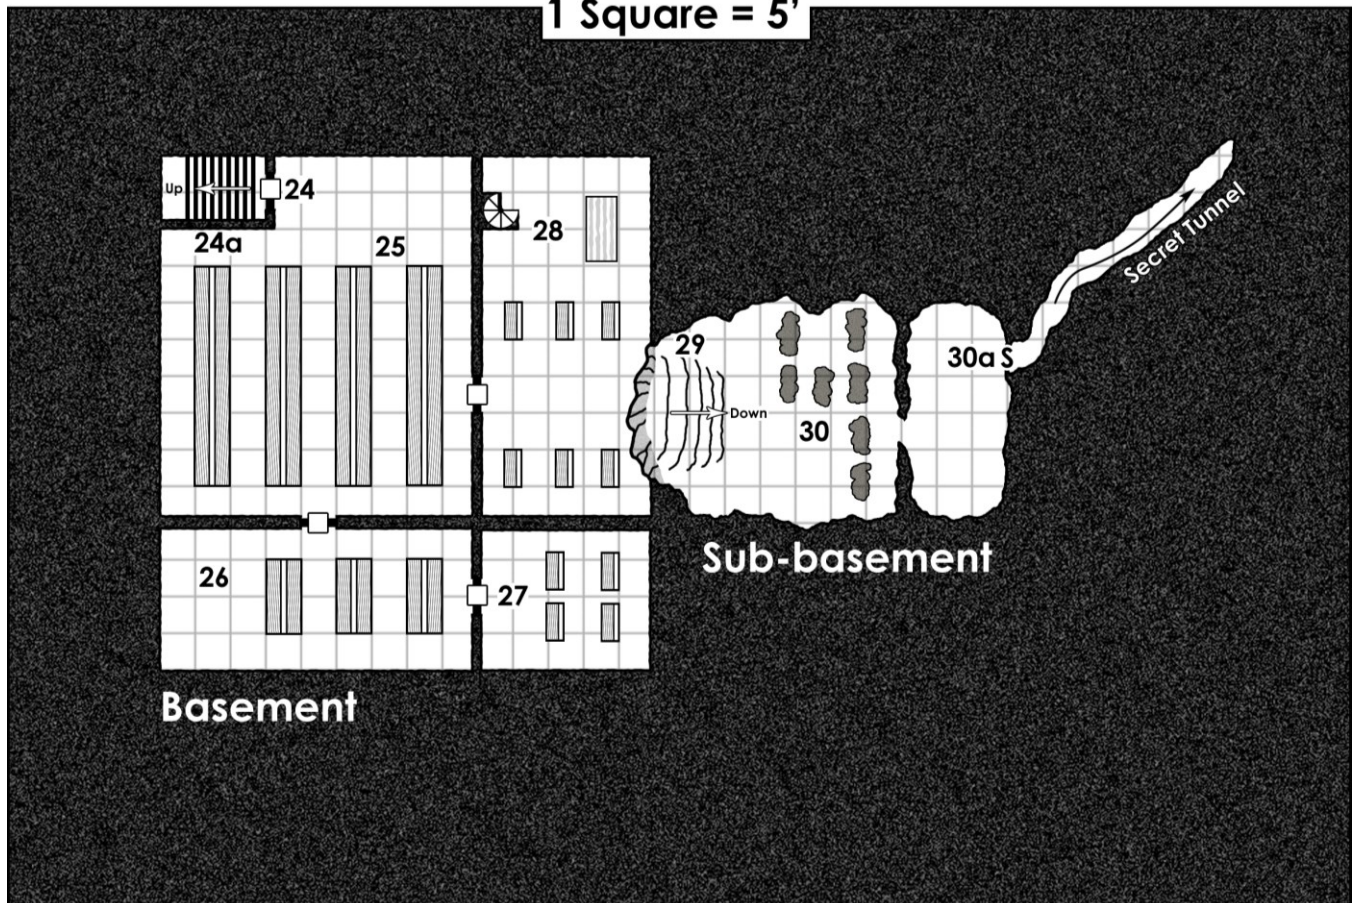 1 Square = 5'
Up
24
24a
25
28
Secret Tunnel
29
30a S
Down
30
Sub-basement
26
27
Basement